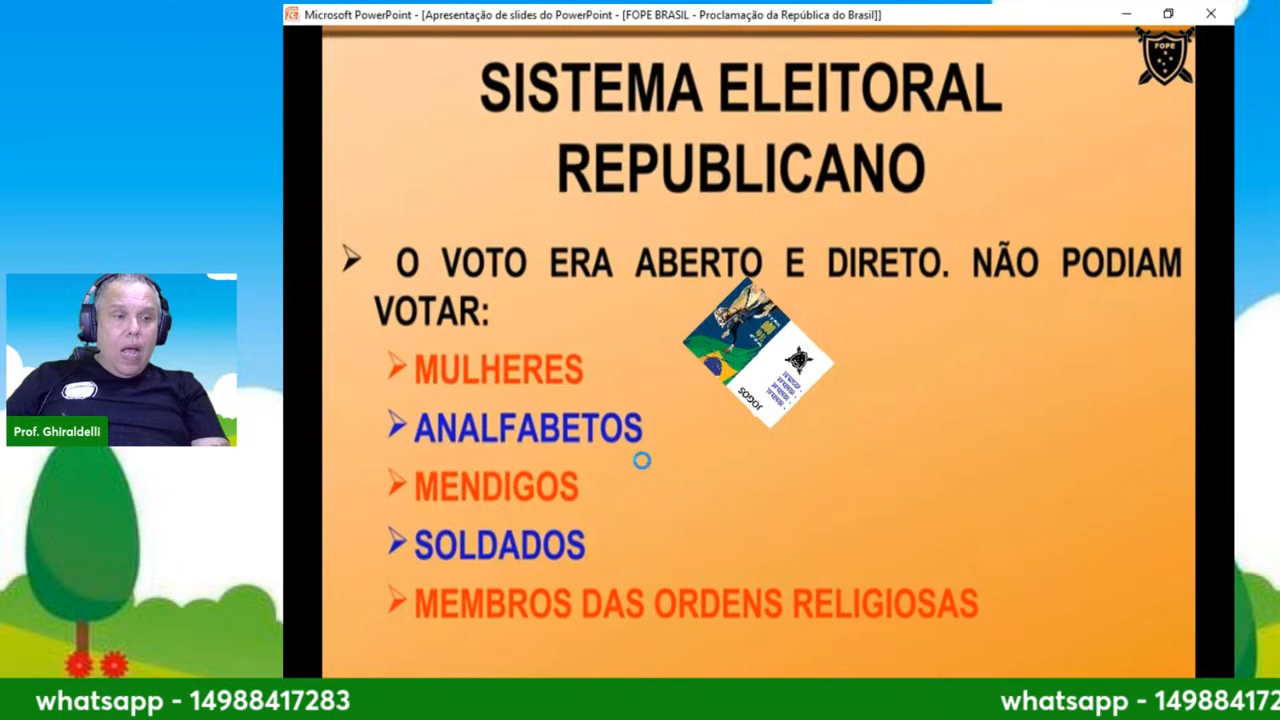 Microsoft PowerPoint - [Apresentação de slides do PowerPoint - [FOPE BRASIL - Proclamação da República do Brasil]]
FOPE
SISTEMA ELEITORAL
REPUBLICANO
O VOTO ERA ABERTO E DIRETO. NÃO PODIAM
VOTAR:
MULHERES
JOGOS
ANALFABETOS
MENDIGOS
SOLDADOS
MEMBROS DAS ORDENS RELIGIOSAS
Prof. Ghiraldelli
whatsapp - 14988417283
whatsapp - 149884172